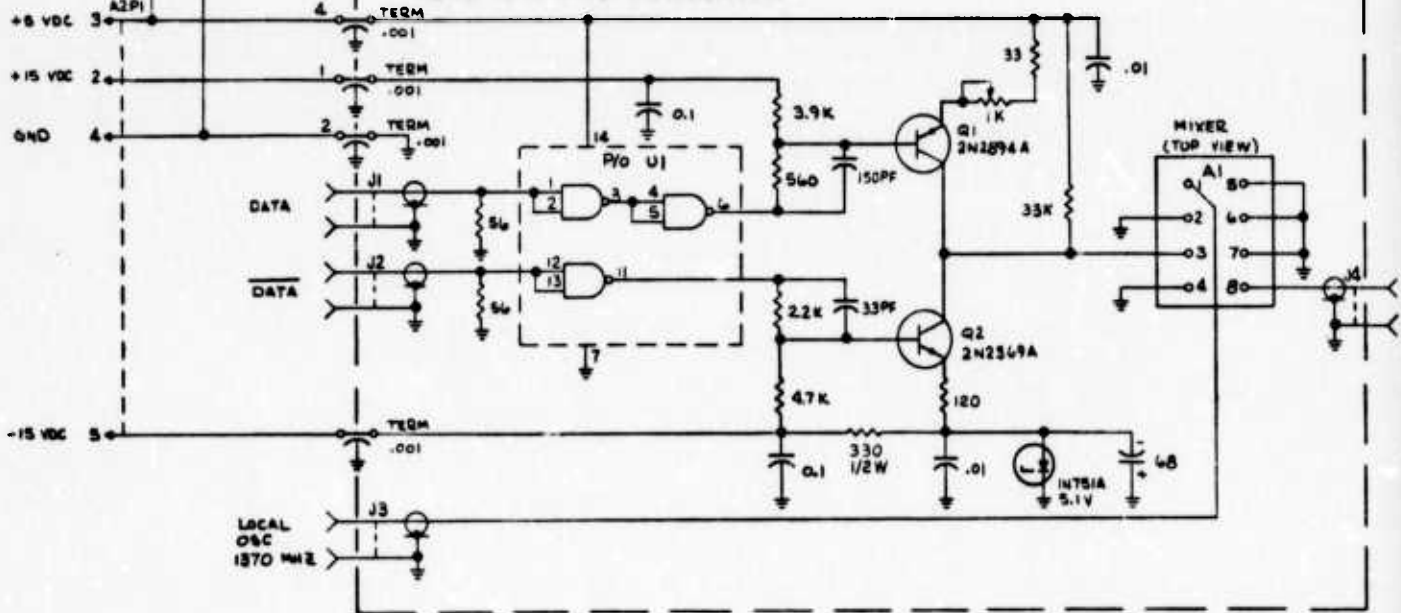 A2P1
+5 VDC 3
4 TERM
.001
+15 VDC 2
1 TERM
.001
GND 4
2 TERM
.001
0.1
14
P/O U1
DATA
J1
56
1
2
3
4
5
6
DATA
J2
56
12
13
11
7
3.9K
560
150PF
Q1
2N2894A
1K
33
.01
33K
2.2K
33PF
Q2
2N2369A
4.7K
120
MIXER
(TOP VIEW)
A1
1
2
3
4
5
6
7
8
J4
-15 VDC 5
TERM
.001
0.1
330
1/2 W
.01
1N751A
5.1V
68
LOCAL
OSC
1370 MHZ
J3